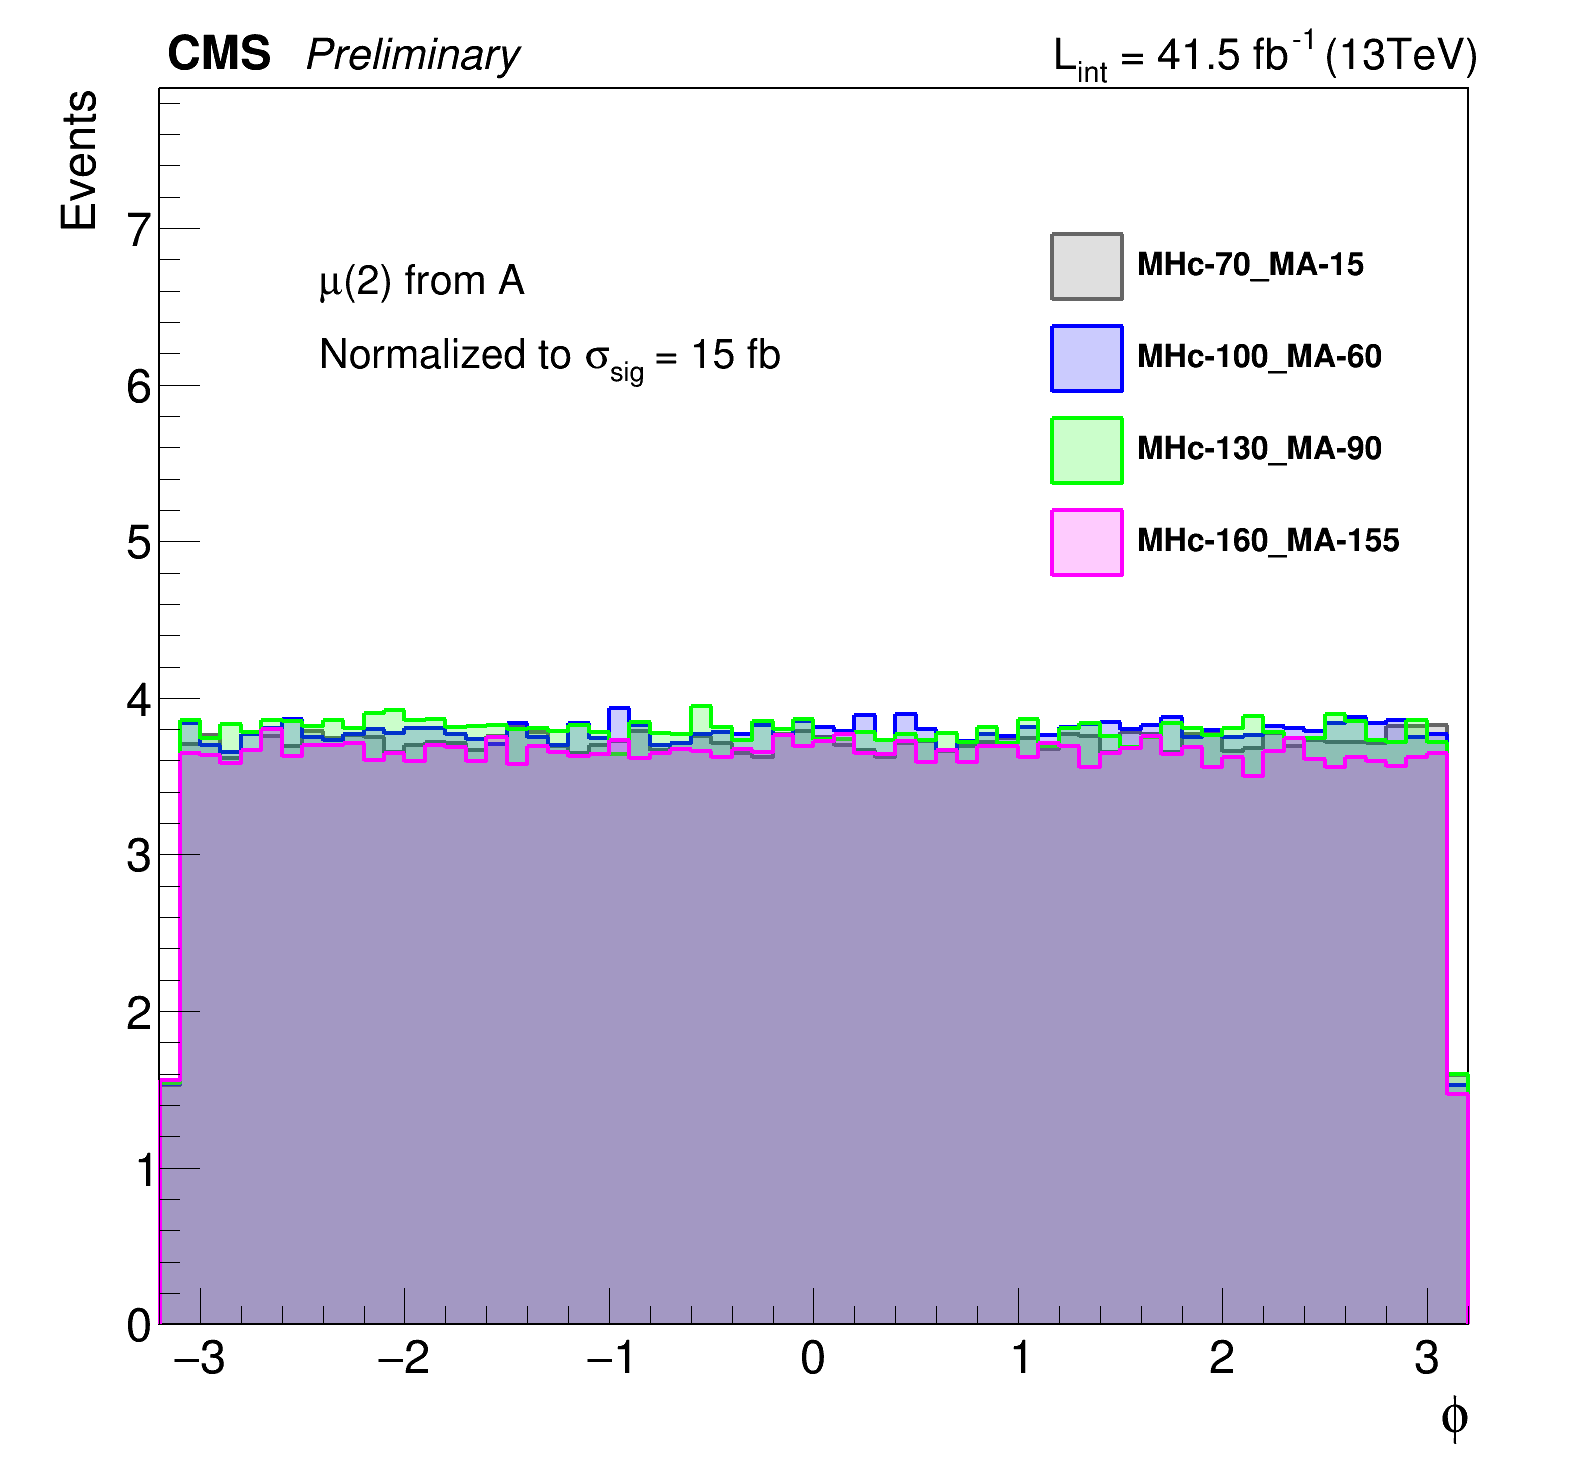 CMS Preliminary L_int = 41.5 fb^-1 (13TeV)
Events
μ(2) from A
Normalized to σ_sig = 15 fb
MHc-70_MA-15
MHc-100_MA-60
MHc-130_MA-90
MHc-160_MA-155
7
6
5
4
3
2
1
0
−3 −2 −1 0 1 2 3
ϕ